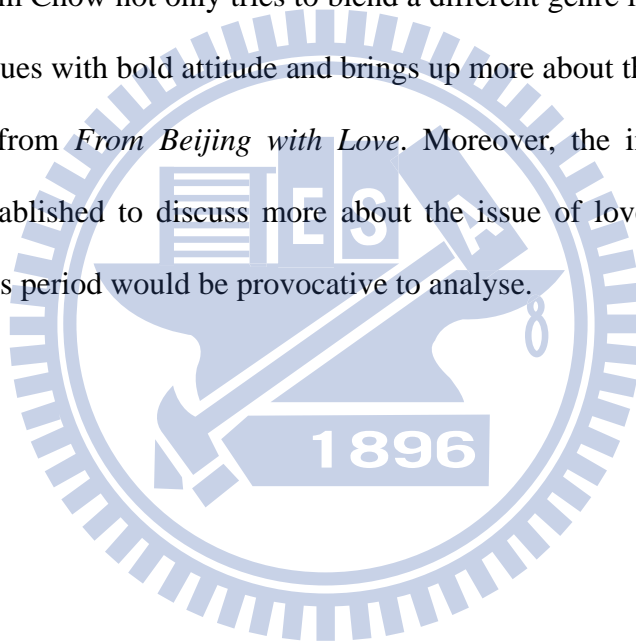 m Chow not only tries to blend a different genre i
ues with bold attitude and brings up more about th
from From Beijing with Love. Moreover, the i
ablished to discuss more about the issue of lov
s period would be provocative to analyse.
E S A
8
1896